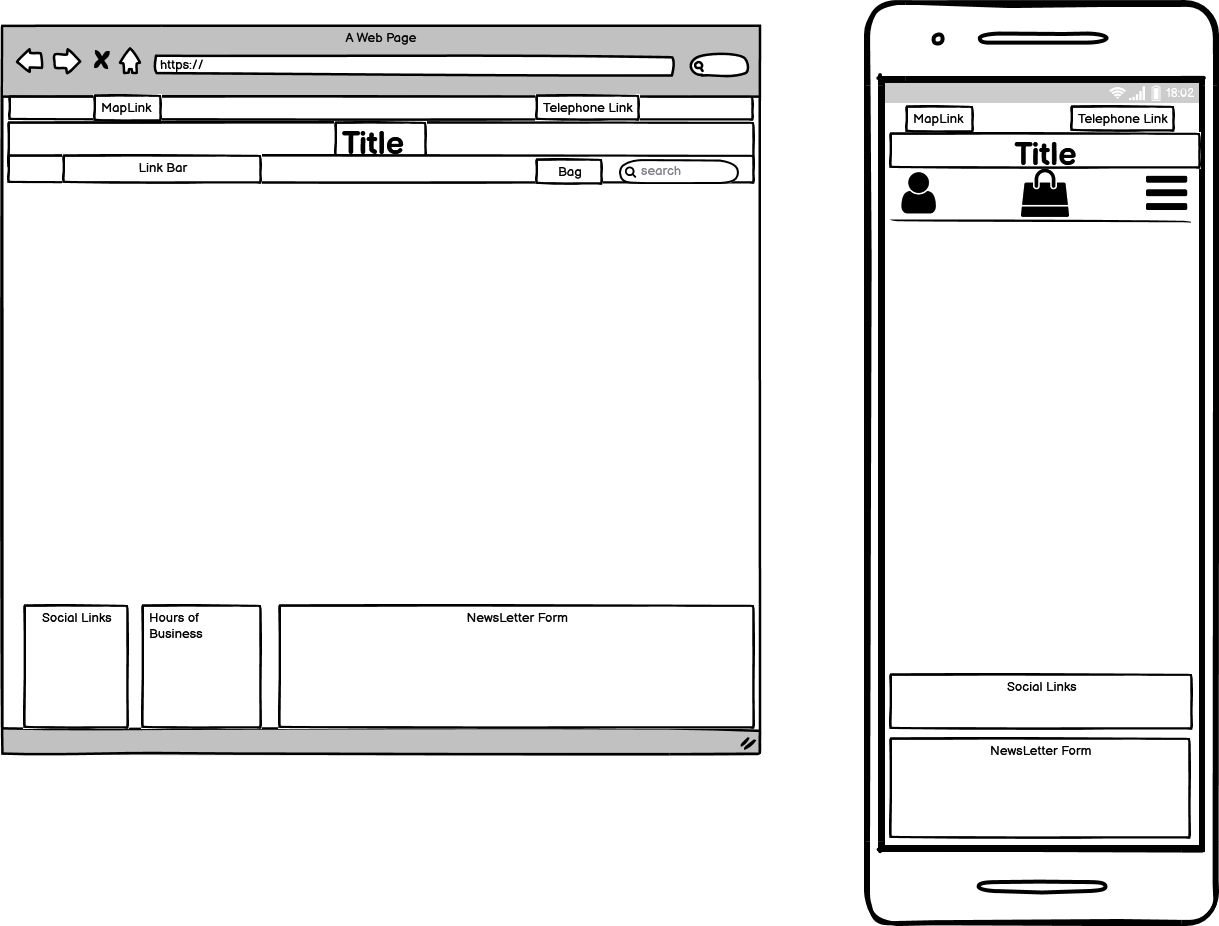 A Web Page
https://
MapLink
Telephone Link
Title
Link Bar
Bag
search
Social Links
Hours of
Business
NewsLetter Form
18:02
MapLink
Telephone Link
Title
Social Links
NewsLetter Form